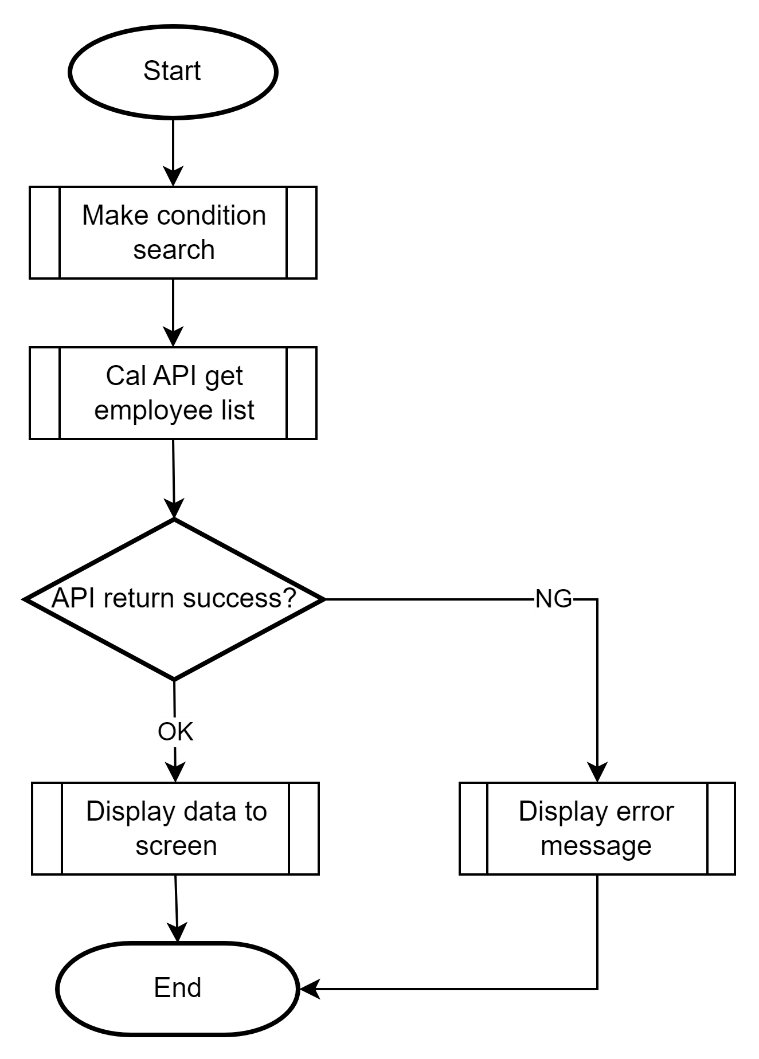 Start
Make condition
search
Cal API get
employee list
API return success?
NG
OK
Display data to
screen
Display error
message
End